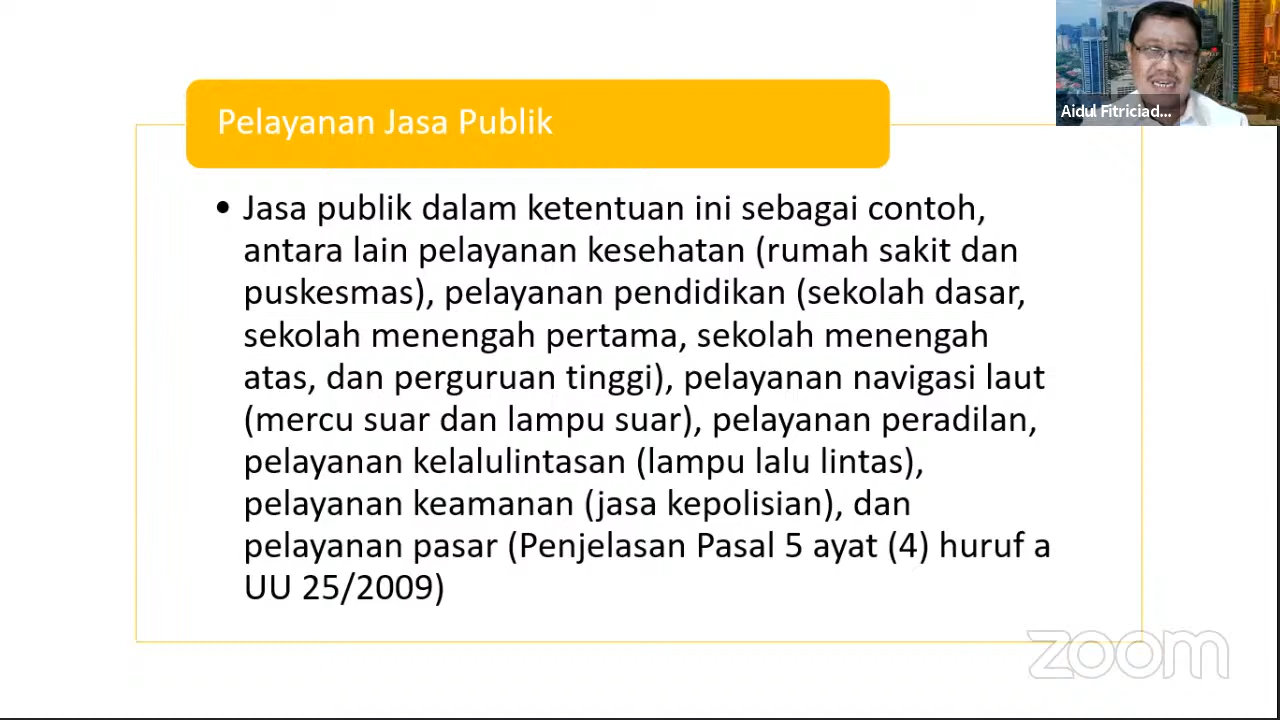 Aidul Fitriciad...
Pelayanan Jasa Publik
• Jasa publik dalam ketentuan ini sebagai contoh,
antara lain pelayanan kesehatan (rumah sakit dan
puskesmas), pelayanan pendidikan (sekolah dasar,
sekolah menengah pertama, sekolah menengah
atas, dan perguruan tinggi), pelayanan navigasi laut
(mercu suar dan lampu suar), pelayanan peradilan,
pelayanan kelalulintasan (lampu lalu lintas),
pelayanan keamanan (jasa kepolisian), dan
pelayanan pasar (Penjelasan Pasal 5 ayat (4) huruf a
UU 25/2009)
zoom